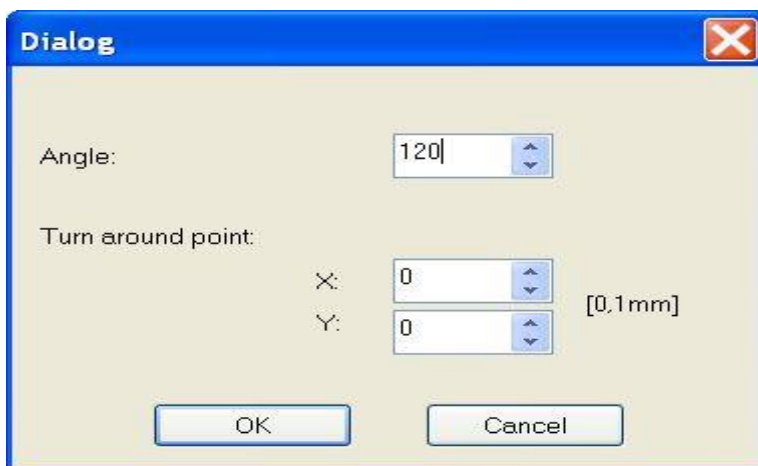 Dialog
Angle: 120
Turn around point:
X: 0
[0,1mm]
Y: 0
OK Cancel